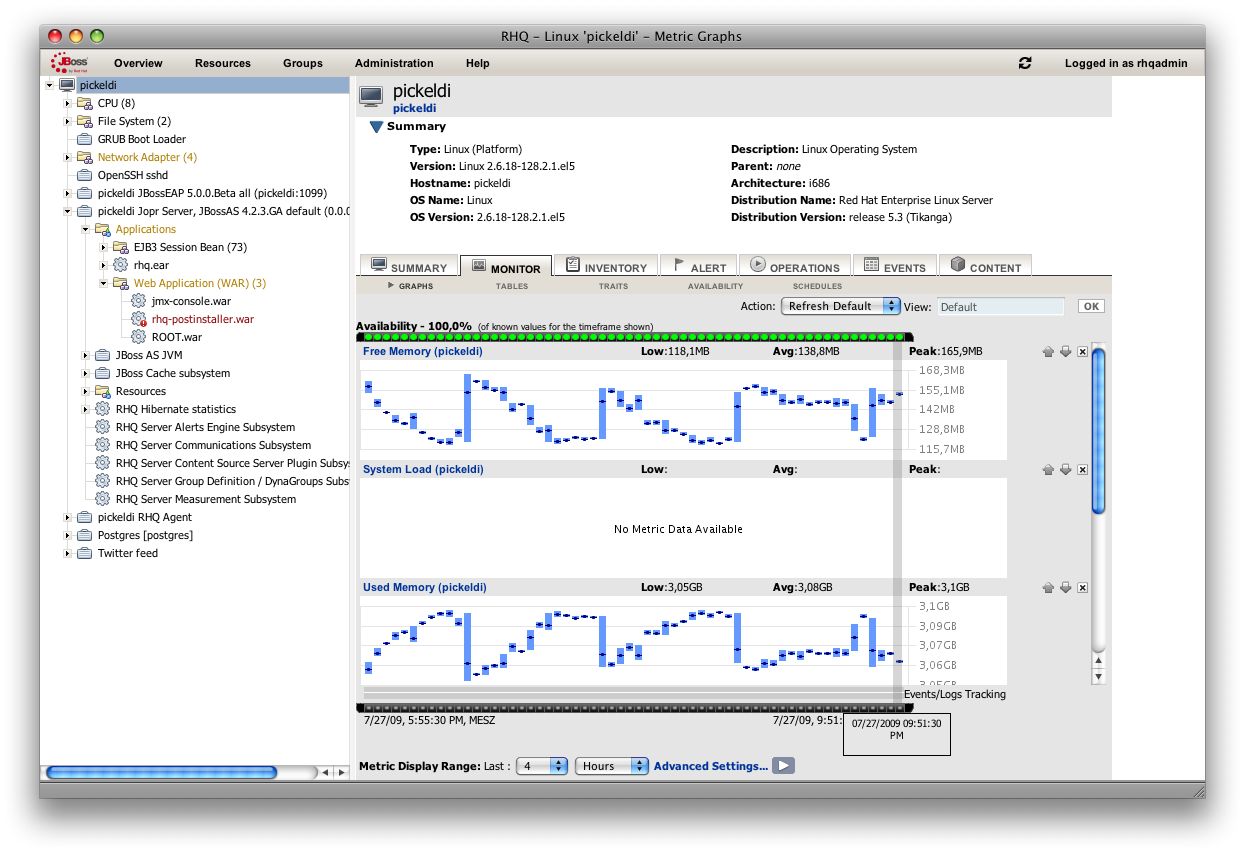 RHQ – Linux 'pickeldi' – Metric Graphs
JBoss
by Red Hat
Overview Resources Groups Administration Help Logged in as rhqadmin
pickeldi
CPU (8)
File System (2)
GRUB Boot Loader
Network Adapter (4)
OpenSSH sshd
pickeldi JBossEAP 5.0.0.Beta all (pickeldi:1099)
pickeldi Jopr Server, JBossAS 4.2.3.GA default (0.0.0
Applications
EJB3 Session Bean (73)
rhq.ear
Web Application (WAR) (3)
jmx-console.war
rhq-postinstaller.war
ROOT.war
JBoss AS JVM
JBoss Cache subsystem
Resources
RHQ Hibernate statistics
RHQ Server Alerts Engine Subsystem
RHQ Server Communications Subsystem
RHQ Server Content Source Server Plugin Subsy
RHQ Server Group Definition / DynaGroups Subs
RHQ Server Measurement Subsystem
pickeldi RHQ Agent
Postgres [postgres]
Twitter feed
pickeldi
pickeldi
Summary
Type: Linux (Platform) Description: Linux Operating System
Version: Linux 2.6.18-128.2.1.el5 Parent: none
Hostname: pickeldi Architecture: i686
OS Name: Linux Distribution Name: Red Hat Enterprise Linux Server
OS Version: 2.6.18-128.2.1.el5 Distribution Version: release 5.3 (Tikanga)
SUMMARY MONITOR INVENTORY ALERT OPERATIONS EVENTS CONTENT
GRAPHS TABLES TRAITS AVAILABILITY SCHEDULES
Action: Refresh Default View: Default OK
Availability - 100,0% (of known values for the timeframe shown)
Free Memory (pickeldi) Low:118,1MB Avg:138,8MB Peak:165,9MB
168,3MB
155,1MB
142MB
128,8MB
115,7MB
System Load (pickeldi) Low: Avg: Peak:
No Metric Data Available
Used Memory (pickeldi) Low:3,05GB Avg:3,08GB Peak:3,1GB
3,1GB
3,09GB
3,07GB
3,06GB
3,05GB
Events/Logs Tracking
7/27/09, 5:55:30 PM, MESZ 7/27/09, 9:51:
07/27/2009 09:51:30
PM
Metric Display Range: Last : 4 Hours Advanced Settings...